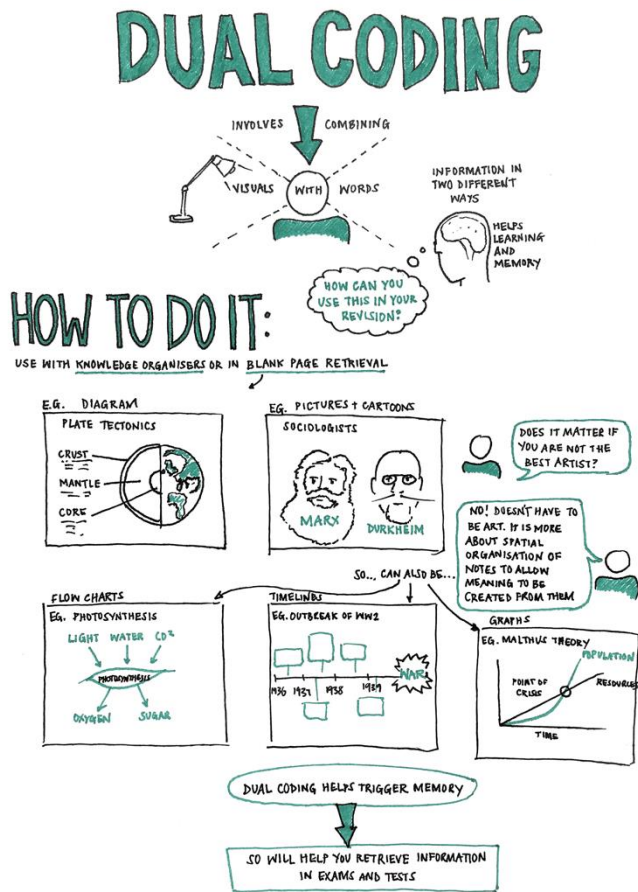 DUAL CODING
INVOLVES COMBINING
VISUALS WITH WORDS
INFORMATION IN
TWO DIFFERENT
WAYS
HELPS
LEARNING
AND
MEMORY
HOW CAN YOU
USE THIS IN YOUR
REVISION?
HOW TO DO IT:
USE WITH KNOWLEDGE ORGANISERS OR IN BLANK PAGE RETRIEVAL
E.G. DIAGRAM
PLATE TECTONICS
CRUST
MANTLE
CORE
EG. PICTURES + CARTOONS
SOCIOLOGISTS
MARX
DURKHEIM
DOES IT MATTER IF
YOU ARE NOT THE
BEST ARTIST?
NO! DOESN'T HAVE TO
BE ART. IT IS MORE
ABOUT SPATIAL
ORGANISATION OF
NOTES TO ALLOW
MEANING TO BE
CREATED FROM THEM
SO... CAN ALSO BE...
FLOW CHARTS
EG. PHOTOSYNTHESIS
LIGHT WATER CO²
PHOTOSYNTHESIS
OXYGEN SUGAR
TIMELINES
EG. OUTBREAK OF WW2
1936 1937 1938 1939
WAR
GRAPHS
EG. MALTHUS THEORY
POPULATION
RESOURCES
POINT OF
CRISIS
TIME
DUAL CODING HELPS TRIGGER MEMORY
SO WILL HELP YOU RETRIEVE INFORMATION
IN EXAMS AND TESTS